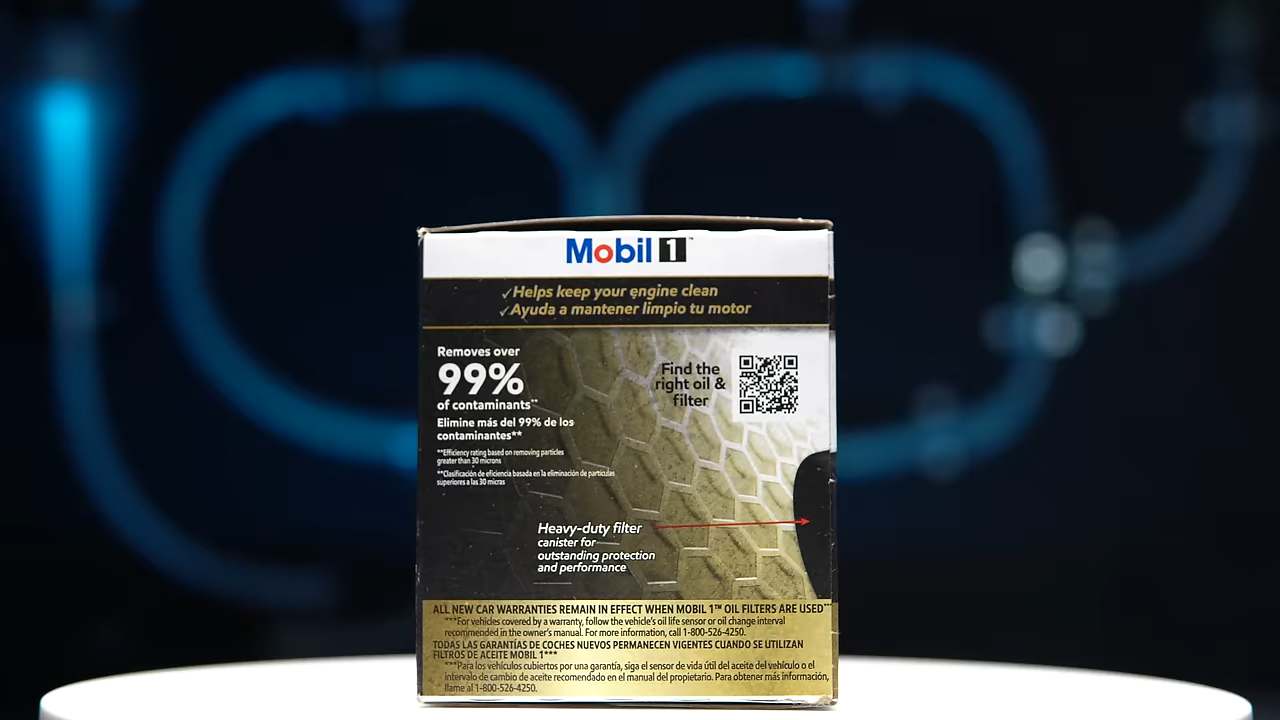 Mobil 1™
✓Helps keep your engine clean
✓Ayuda a mantener limpio tu motor
Removes over
99%
of contaminants**
Elimine más del 99% de los
contaminantes**
**Efficiency rating based on removing particles
greater than 30 microns
**Clasificación de eficiencia basada en la eliminación de partículas
superiores a las 30 micras
Find the
right oil &
filter
Heavy-duty filter
canister for
outstanding protection
and performance
ALL NEW CAR WARRANTIES REMAIN IN EFFECT WHEN MOBIL 1™ OIL FILTERS ARE USED***
***For vehicles covered by a warranty, follow the vehicle's oil life sensor or oil change interval
recommended in the owner's manual. For more information, call 1-800-526-4250.
TODAS LAS GARANTÍAS DE COCHES NUEVOS PERMANECEN VIGENTES CUANDO SE UTILIZAN
FILTROS DE ACEITE MOBIL 1***
***Para los vehículos cubiertos por una garantía, siga el sensor de vida útil del aceite del vehículo o el
intervalo de cambio de aceite recomendado en el manual del propietario. Para obtener más información,
llame al 1-800-526-4250.